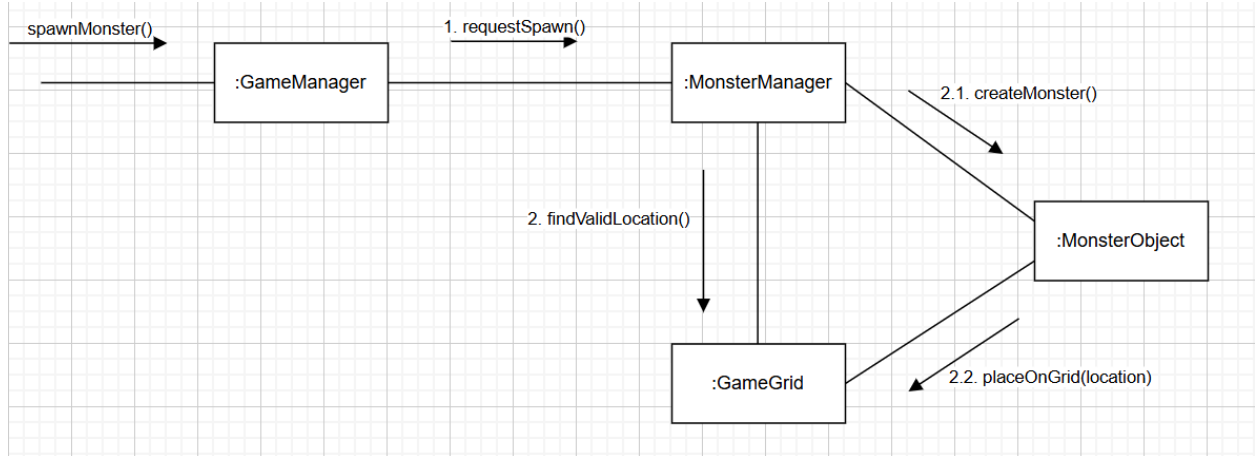 spawnMonster()
1. requestSpawn()
:GameManager
:MonsterManager
2.1. createMonster()
2. findValidLocation()
:MonsterObject
:GameGrid
2.2. placeOnGrid(location)